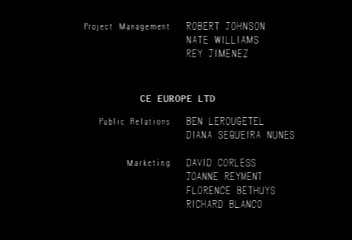 Project Management ROBERT JOHNSON
NATE WILLIAMS
REY JIMENEZ
CE EUROPE LTD
Public Relations BEN LEROUGETEL
DIANA SEQUEIRA NUNES
Marketing DAVID CORLESS
JOANNE REYMENT
FLORENCE BETHUYS
RICHARD BLANCO